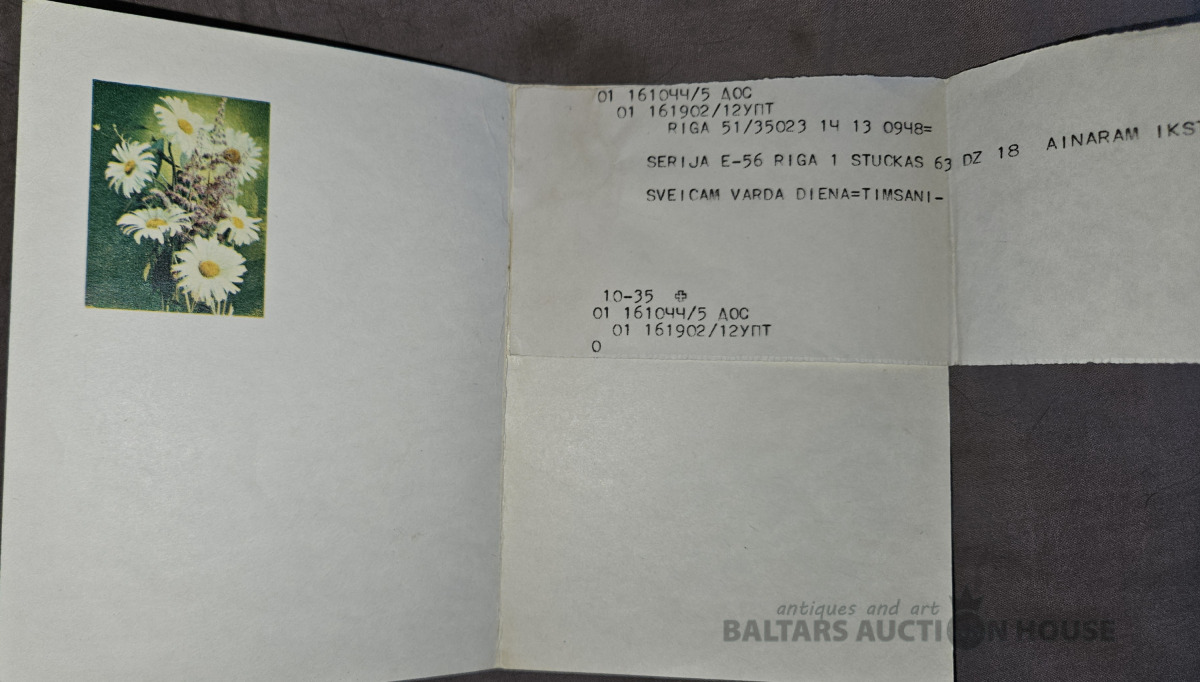 01 161044/5 ДОС
01 161902/12УПТ
RIGA 51/35023 14 13 0948=
SERIJA E-56 RIGA 1 STUCKAS 63 DZ 18 AINARAM IKST
SVEICAM VARDA DIENA=TIMSANI-
10-35
01 161044/5 ДОС
01 161902/12УПТ
0
antiques and art
BALTARS AUCTION HOUSE